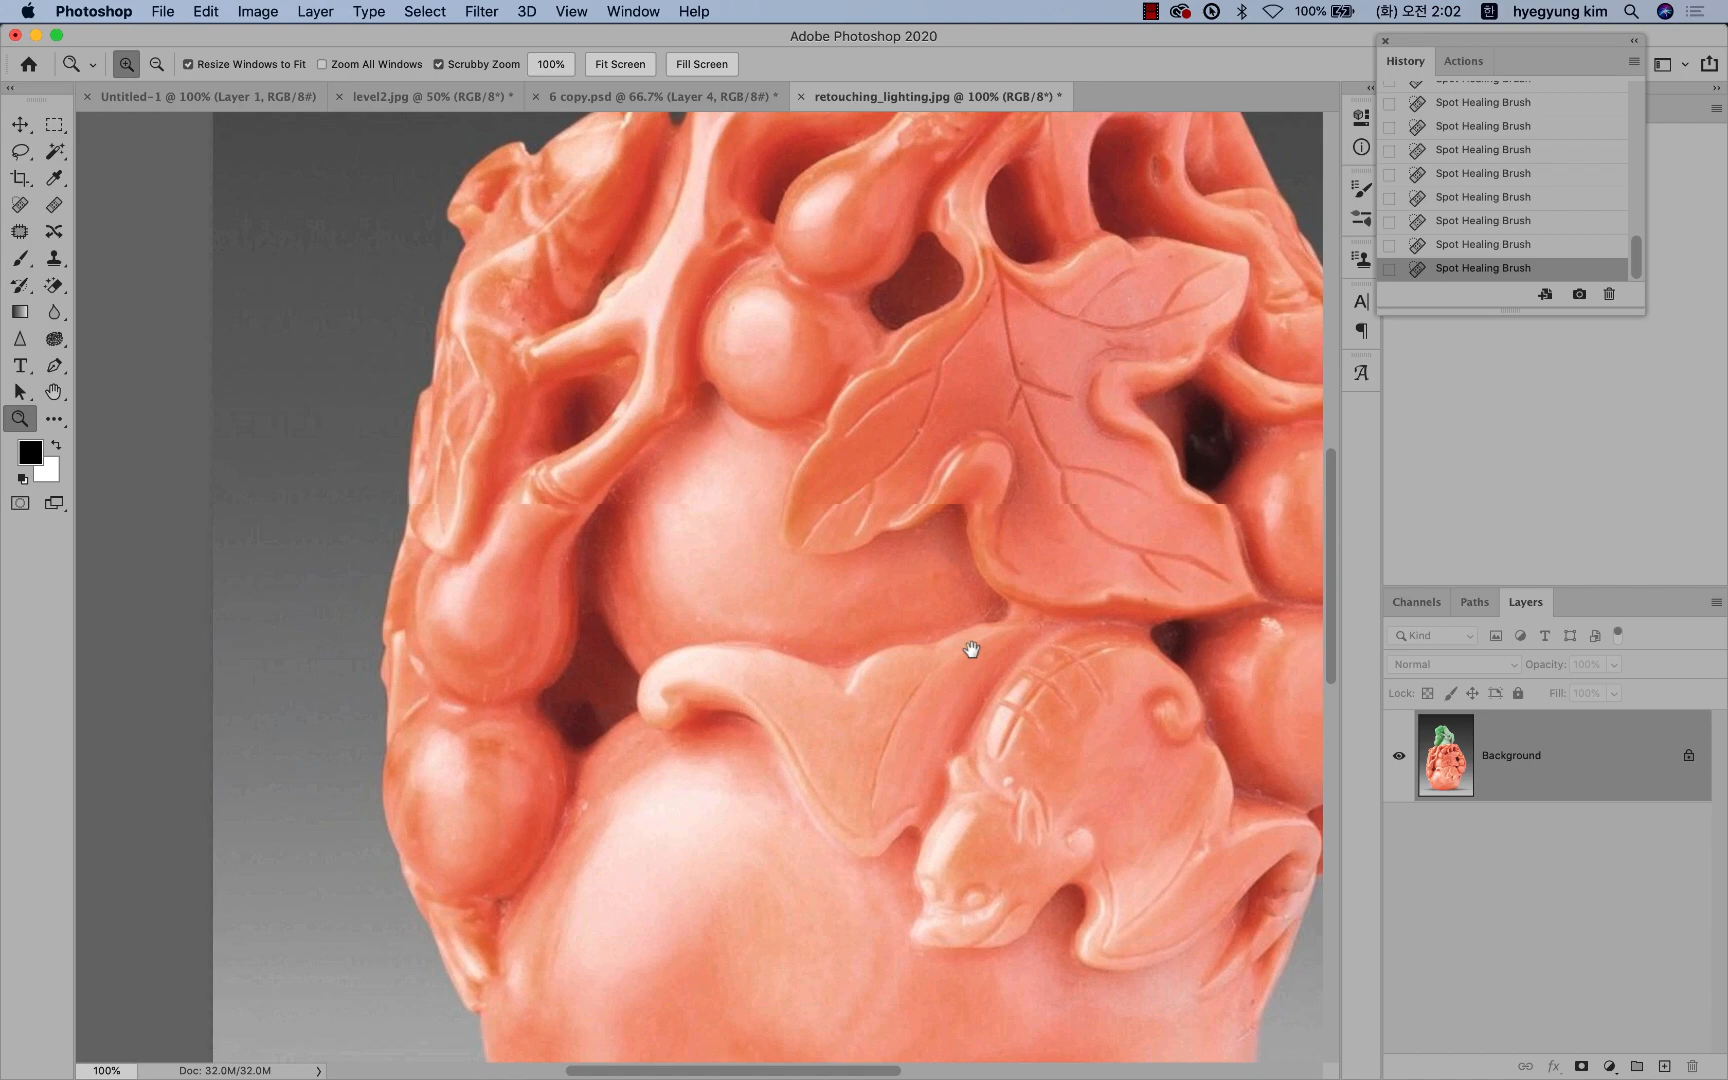 Photoshop File Edit Image Layer Type Select Filter 3D View Window Help 100% (화) 오전 2:02 한 hyegyung kim
Adobe Photoshop 2020
Resize Windows to Fit Zoom All Windows Scrubby Zoom 100% Fit Screen Fill Screen
Untitled-1 @ 100% (Layer 1, RGB/8#) level2.jpg @ 50% (RGB/8*) * 6 copy.psd @ 66.7% (Layer 4, RGB/8#) * retouching_lighting.jpg @ 100% (RGB/8*) *
History Actions
Spot Healing Brush
Spot Healing Brush
Spot Healing Brush
Spot Healing Brush
Spot Healing Brush
Spot Healing Brush
Spot Healing Brush
Spot Healing Brush
Spot Healing Brush
Channels Paths Layers
Kind
Normal Opacity: 100%
Lock: Fill: 100%
Background
100% Doc: 32.0M/32.0M